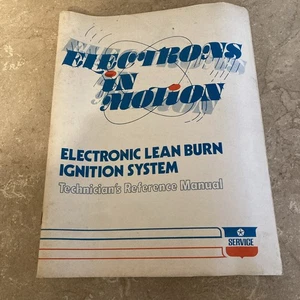 ELECTRONS
IN
MOTION
ELECTRONIC LEAN BURN
IGNITION SYSTEM
Technician's Reference Manual
SERVICE